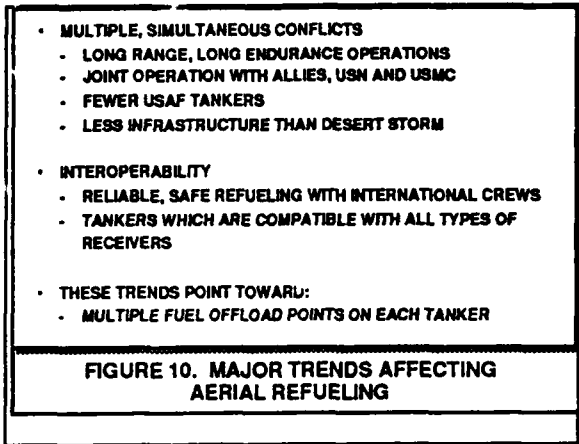 • MULTIPLE, SIMULTANEOUS CONFLICTS
- LONG RANGE, LONG ENDURANCE OPERATIONS
- JOINT OPERATION WITH ALLIES, USN AND USMC
- FEWER USAF TANKERS
- LESS INFRASTRUCTURE THAN DESERT STORM
• INTEROPERABILITY
- RELIABLE, SAFE REFUELING WITH INTERNATIONAL CREWS
- TANKERS WHICH ARE COMPATIBLE WITH ALL TYPES OF
RECEIVERS
• THESE TRENDS POINT TOWARD:
- MULTIPLE FUEL OFFLOAD POINTS ON EACH TANKER
FIGURE 10. MAJOR TRENDS AFFECTING
AERIAL REFUELING